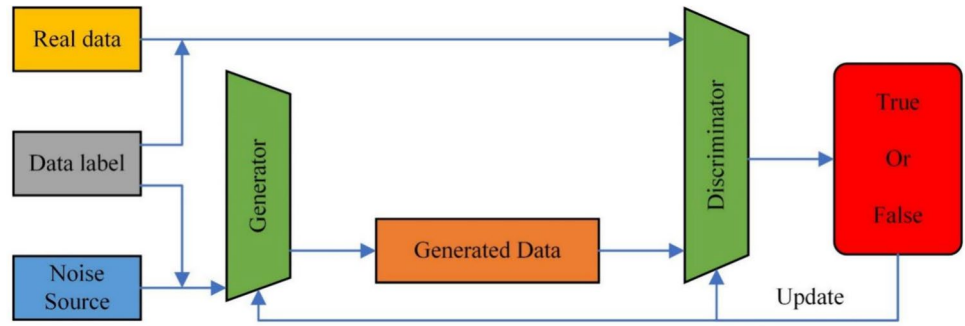 Real data
Data label
Noise
Source
Generator
Generated Data
Discriminator
True
Or
False
Update